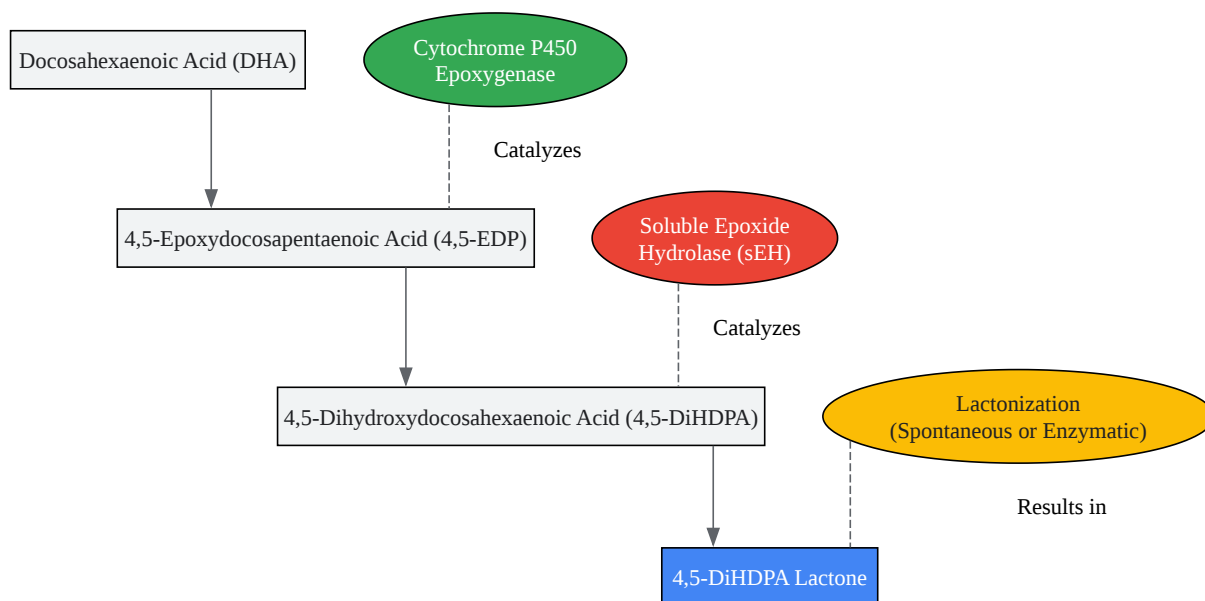 Docosahexaenoic Acid (DHA)
Cytochrome P450
Epoxygenase
Catalyzes
4,5-Epoxydocosapentaenoic Acid (4,5-EDP)
Soluble Epoxide
Hydrolase (sEH)
Catalyzes
4,5-Dihydroxydocosahexaenoic Acid (4,5-DiHDPA)
Lactonization
(Spontaneous or Enzymatic)
Results in
4,5-DiHDPA Lactone